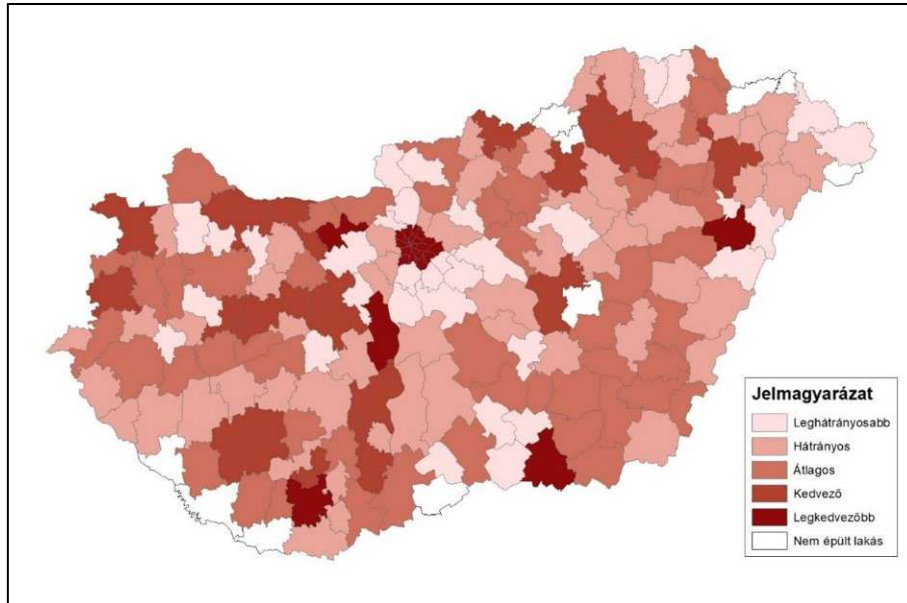 Jelmagyarázat
Leghátrányosabb
Hátrányos
Átlagos
Kedvező
Legkedvezőbb
Nem épült lakás